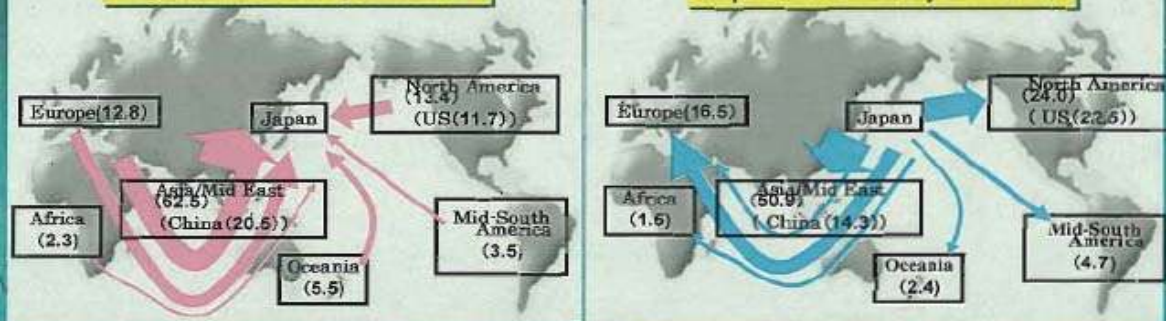 Europe(12.8)
Japan
North America
(13.4)
(US(11.7))
Asia/Mid East
(62.5)
(China(20.5))
Africa
(2.3)
Oceania
(5.5)
Mid-South
America
(3.5)
Europe(16.5)
Japan
North America
(24.0)
( US(22.5))
Asia/Mid East
(50.9)
( China(14.3))
Africa
(1.6)
Oceania
(2.4)
Mid-South
America
(4.7)